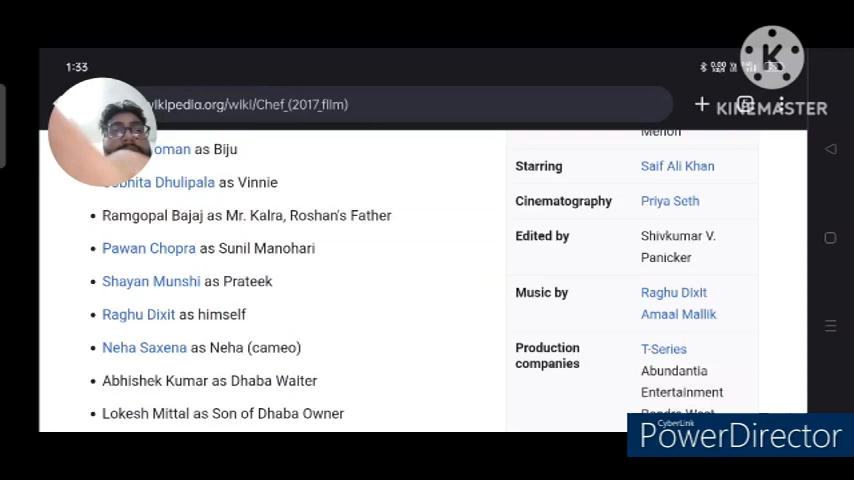 1:33
KINEMASTER
wikipedia.org/wiki/Chef_(2017_film)
as Biju
Dhulipala as Vinnie
Ramgopal Bajaj as Mr. Kalra, Roshan's Father
Pawan Chopra as Sunil Manohari
Shayan Munshi as Prateek
Raghu Dixit as himself
Neha Saxena as Neha (cameo)
Abhishek Kumar as Dhaba Waiter
Lokesh Mittal as Son of Dhaba Owner
Menon
Starring Saif Ali Khan
Cinematography Priya Seth
Edited by Shivkumar V.
Panicker
Music by Raghu Dixit
Amaal Mallik
Production T-Series
companies Abundantia
Entertainment
CyberLink
PowerDirector